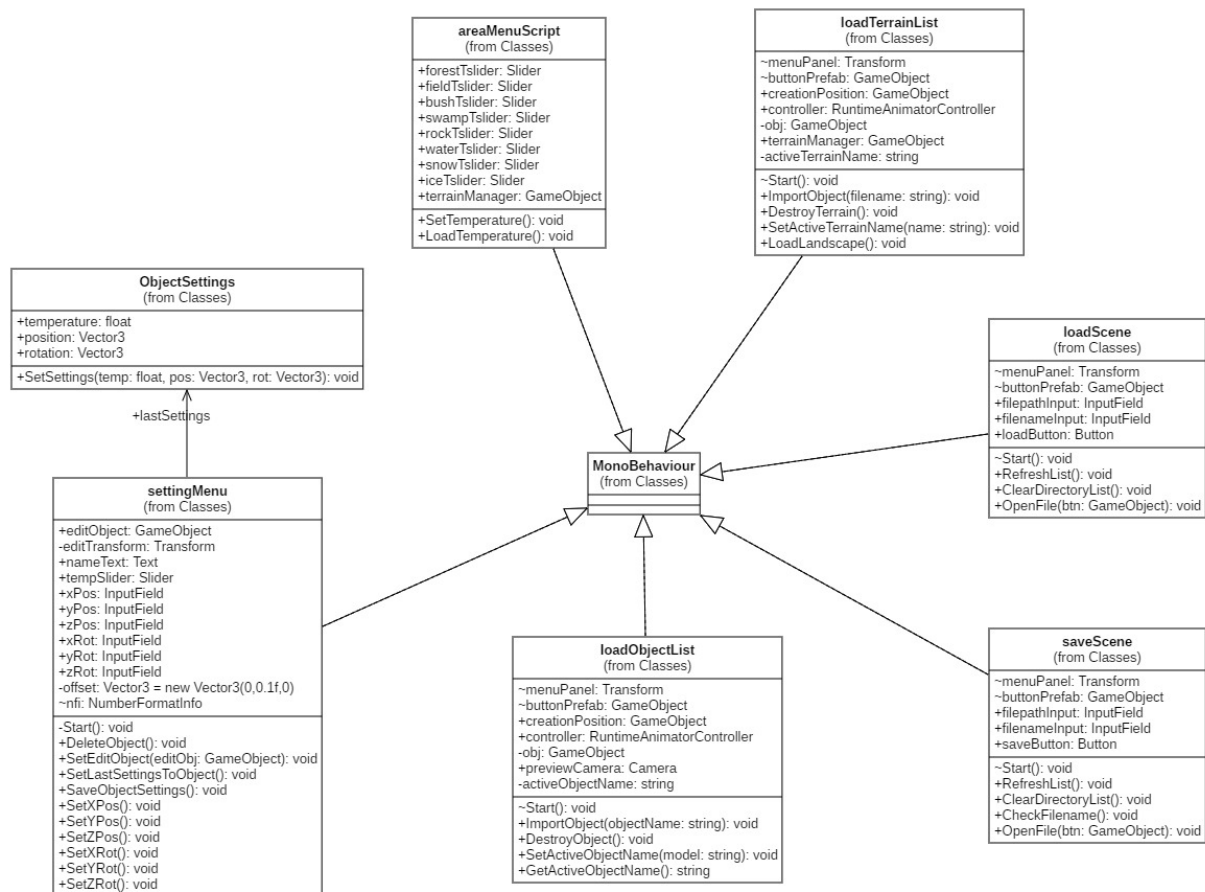 areaMenuScript
(from Classes)
+forestTslider: Slider
+fieldTslider: Slider
+bushTslider: Slider
+swampTslider: Slider
+rockTslider: Slider
+waterTslider: Slider
+snowTslider: Slider
+iceTslider: Slider
+terrainManager: GameObject
+SetTemperature(): void
+LoadTemperature(): void
loadTerrainList
(from Classes)
~menuPanel: Transform
~buttonPrefab: GameObject
+creationPosition: GameObject
+controller: RuntimeAnimatorController
-obj: GameObject
+terrainManager: GameObject
-activeTerrainName: string
~Start(): void
+ImportObject(filename: string): void
+DestroyTerrain(): void
+SetActiveTerrainName(name: string): void
+LoadLandscape(): void
ObjectSettings
(from Classes)
+temperature: float
+position: Vector3
+rotation: Vector3
+SetSettings(temp: float, pos: Vector3, rot: Vector3): void
+lastSettings
loadScene
(from Classes)
~menuPanel: Transform
~buttonPrefab: GameObject
+filepathInput: InputField
+filenameInput: InputField
+loadButton: Button
~Start(): void
+RefreshList(): void
+ClearDirectoryList(): void
+OpenFile(btn: GameObject): void
MonoBehaviour
(from Classes)
settingMenu
(from Classes)
+editObject: GameObject
-editTransform: Transform
+nameText: Text
+tempSlider: Slider
+xPos: InputField
+yPos: InputField
+zPos: InputField
+xRot: InputField
+yRot: InputField
+zRot: InputField
-offset: Vector3 = new Vector3(0,0.1f,0)
~nfi: NumberFormatInfo
-Start(): void
+DeleteObject(): void
+SetEditObject(editObj: GameObject): void
+SetLastSettingsToObject(): void
+SaveObjectSettings(): void
+SetXPos(): void
+SetYPos(): void
+SetZPos(): void
+SetXRot(): void
+SetYRot(): void
+SetZRot(): void
loadObjectList
(from Classes)
~menuPanel: Transform
~buttonPrefab: GameObject
+creationPosition: GameObject
+controller: RuntimeAnimatorController
-obj: GameObject
+previewCamera: Camera
-activeObjectName: string
~Start(): void
+ImportObject(objectName: string): void
+DestroyObject(): void
+SetActiveObjectName(model: string): void
+GetActiveObjectName(): string
saveScene
(from Classes)
~menuPanel: Transform
~buttonPrefab: GameObject
+filepathInput: InputField
+filenameInput: InputField
+saveButton: Button
~Start(): void
+RefreshList(): void
+ClearDirectoryList(): void
+CheckFilename(): void
+OpenFile(btn: GameObject): void